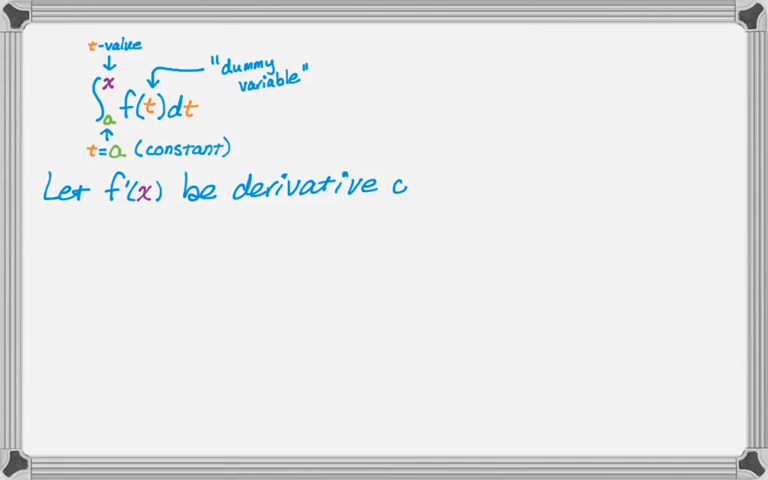 t-value
"dummy
variable"
∫ₐˣ f(t)dt
t=a (constant)
Let f'(x) be derivative o